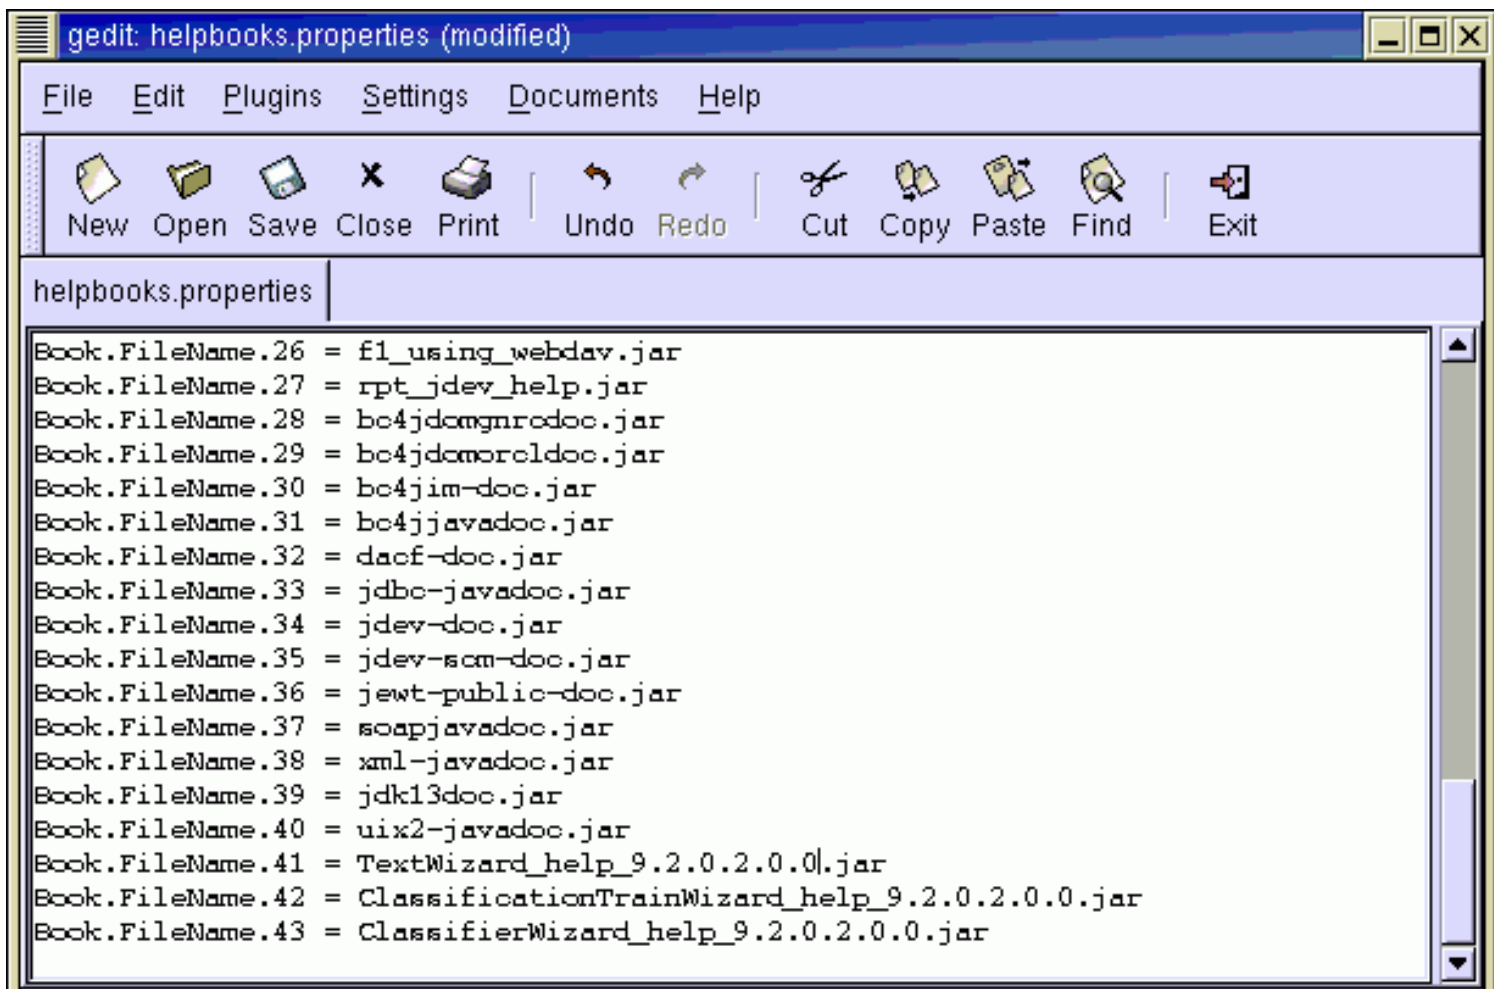 gedit: helpbooks.properties (modified)
File Edit Plugins Settings Documents Help
New Open Save Close Print Undo Redo Cut Copy Paste Find Exit
helpbooks.properties
Book.FileName.26 = f1_using_webdav.jar
Book.FileName.27 = rpt_jdev_help.jar
Book.FileName.28 = bc4jdomgnrcdoc.jar
Book.FileName.29 = bc4jdomorcldoc.jar
Book.FileName.30 = bc4jim-doc.jar
Book.FileName.31 = bc4jjavadoc.jar
Book.FileName.32 = dacf-doc.jar
Book.FileName.33 = jdbc-javadoc.jar
Book.FileName.34 = jdev-doc.jar
Book.FileName.35 = jdev-scm-doc.jar
Book.FileName.36 = jewt-public-doc.jar
Book.FileName.37 = soapjavadoc.jar
Book.FileName.38 = xml-javadoc.jar
Book.FileName.39 = jdk13doc.jar
Book.FileName.40 = uix2-javadoc.jar
Book.FileName.41 = TextWizard_help_9.2.0.2.0.0.jar
Book.FileName.42 = ClassificationTrainWizard_help_9.2.0.2.0.0.jar
Book.FileName.43 = ClassifierWizard_help_9.2.0.2.0.0.jar